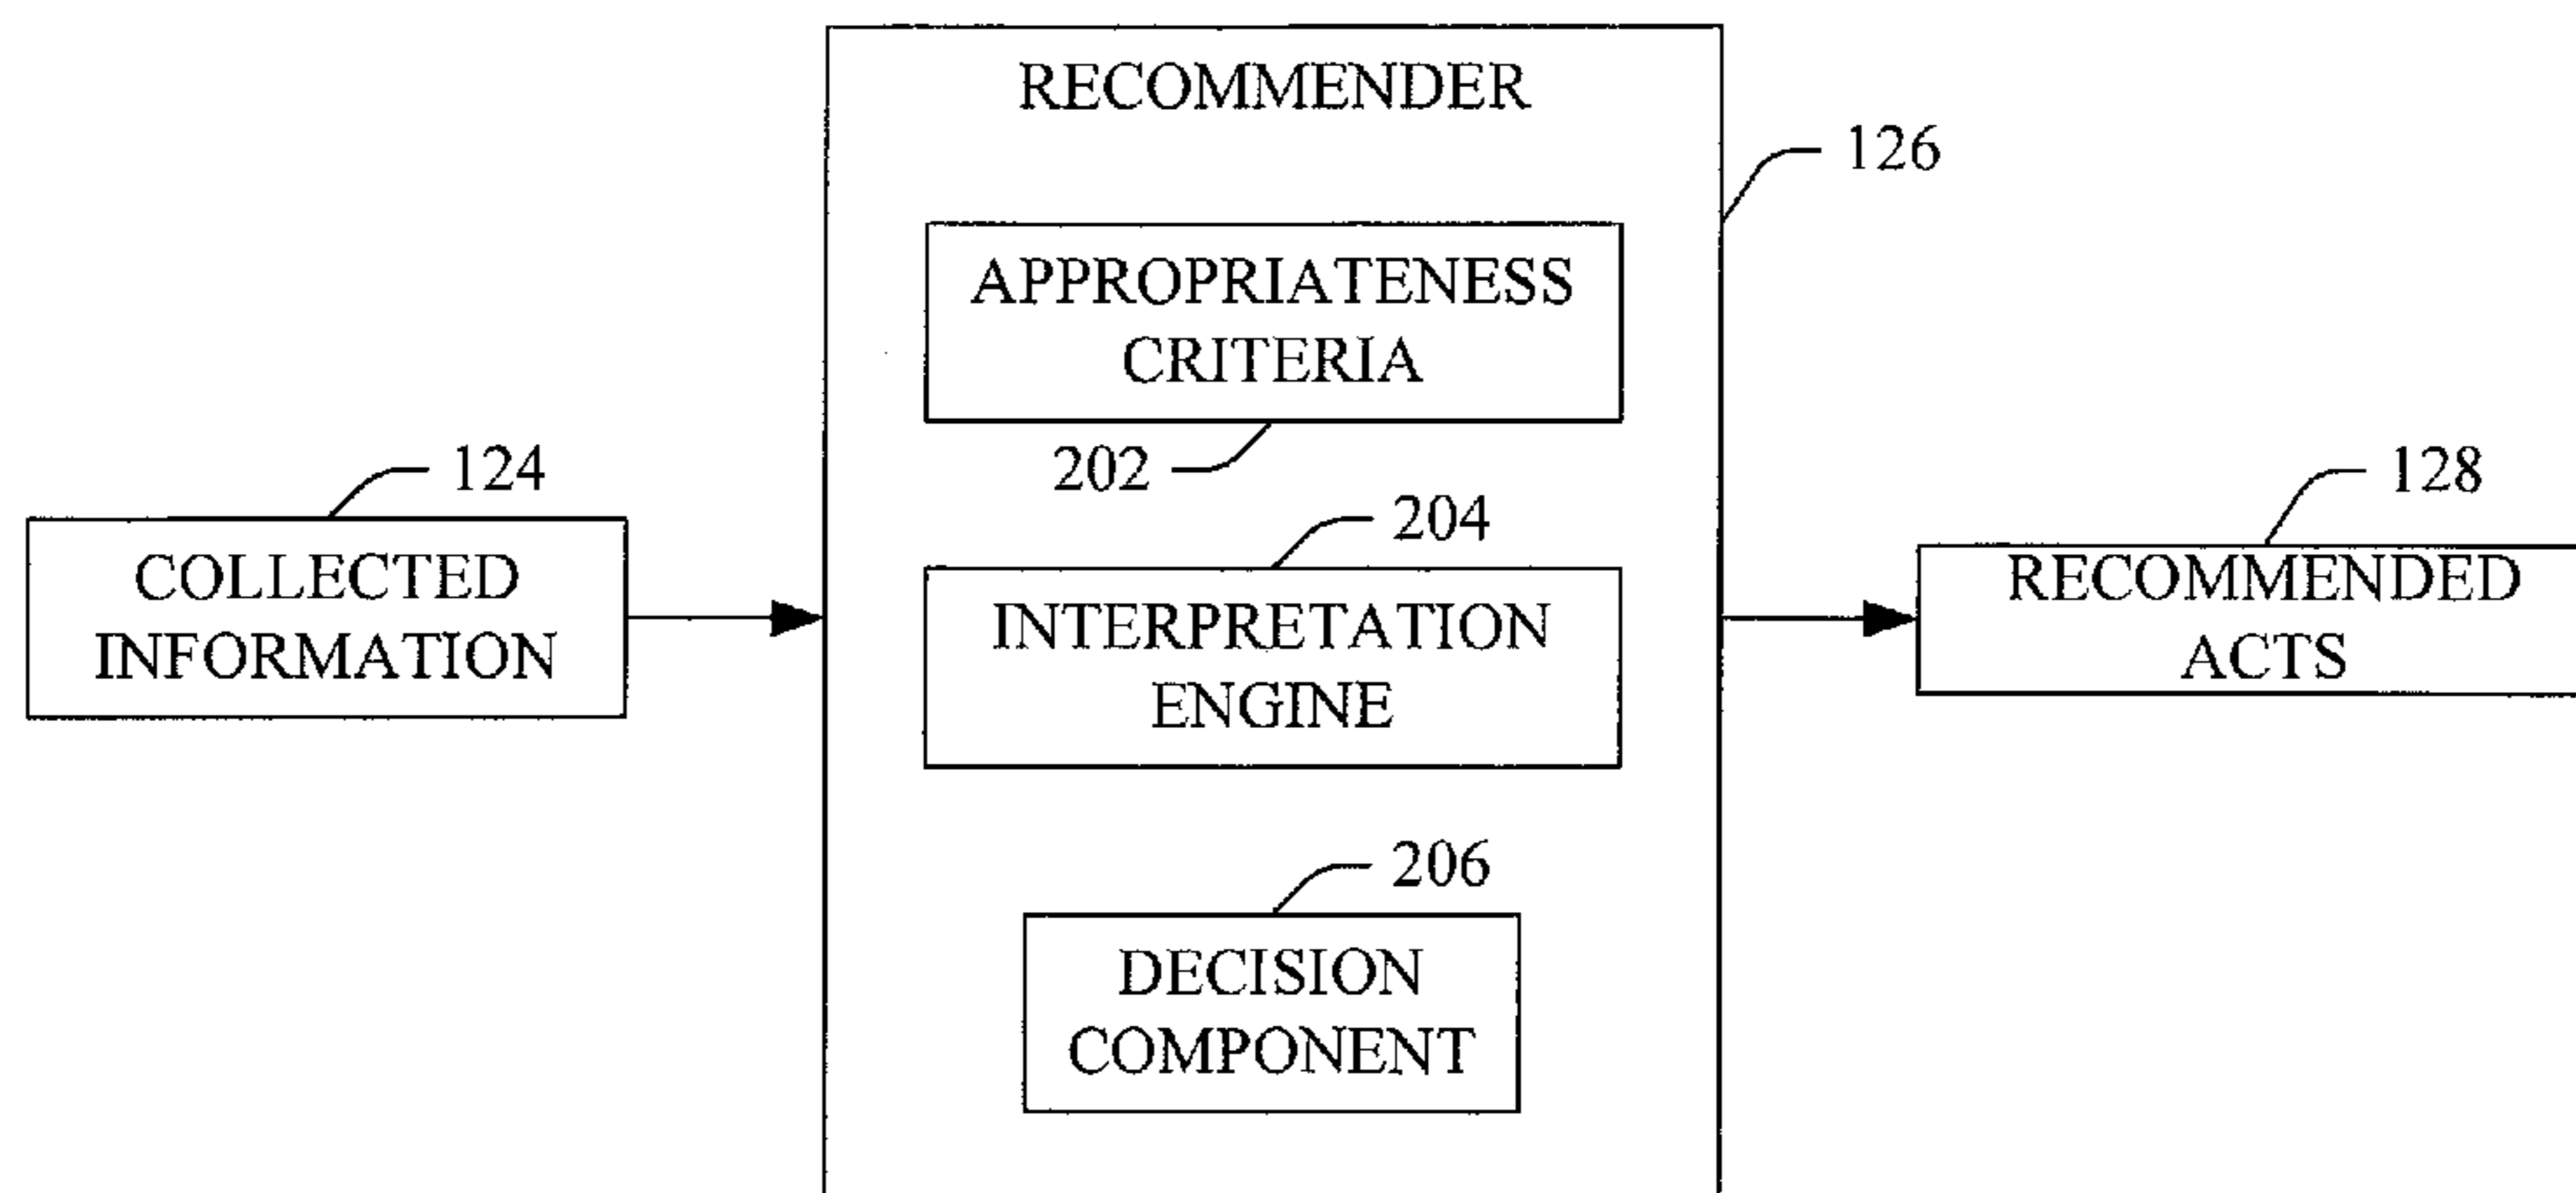 RECOMMENDER
126
APPROPRIATENESS
CRITERIA
202
124
COLLECTED
INFORMATION
204
INTERPRETATION
ENGINE
128
RECOMMENDED
ACTS
206
DECISION
COMPONENT